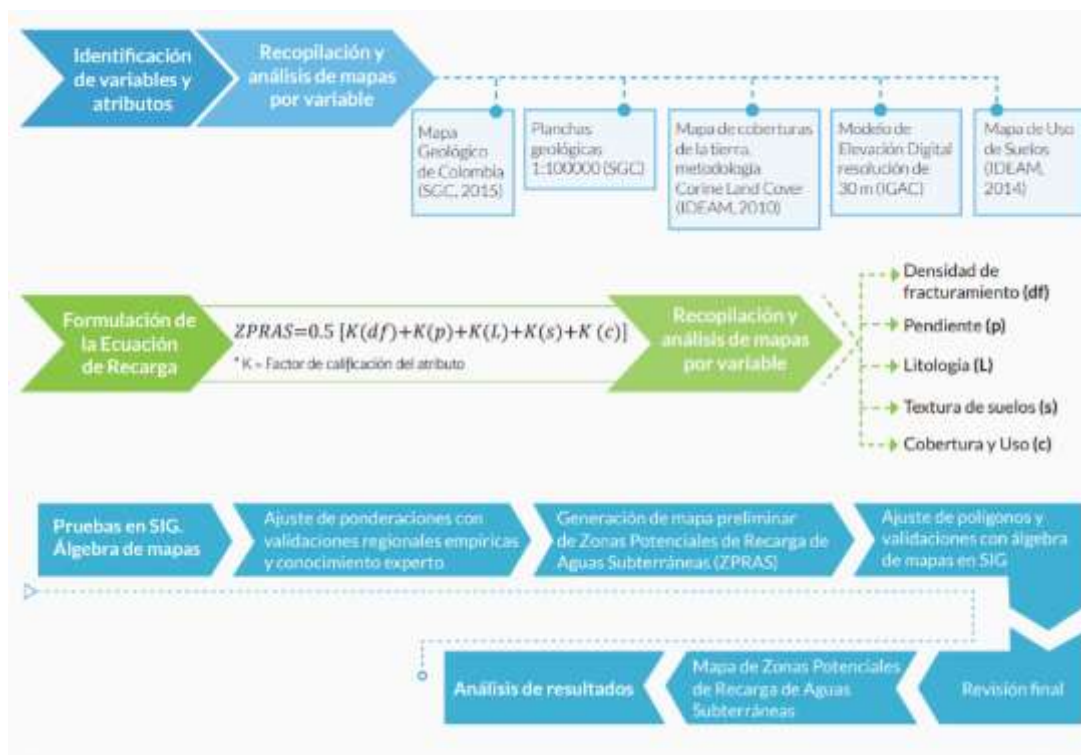 Identificación
de variables y
atributos
Recopilación y
análisis de mapas
por variable
Mapa
Geológico
de Colombia
(SGC, 2015)
Planchas
geológicas
1:100000 (SGC)
Mapa de coberturas
de la tierra,
metodología
Corine Land Cover
(IDEAM, 2010)
Modelo de
Elevación Digital
resolución de
30 m (IGAC)
Mapa de Uso
de Suelos
(IDEAM,
2014)
Formulación de
la Ecuación
de Recarga
ZPRAS=0.5 [K(df)+K(p)+K(L)+K(s)+K (c)]
* K = Factor de calificación del atributo
Recopilación y
análisis de mapas
por variable
Densidad de
fracturamiento (df)
Pendiente (p)
Litología (L)
Textura de suelos (s)
Cobertura y Uso (c)
Pruebas en SIG.
Álgebra de mapas
Ajuste de ponderaciones con
validaciones regionales empíricas
y conocimiento experto
Generación de mapa preliminar
de Zonas Potenciales de Recarga de
Aguas Subterráneas (ZPRAS)
Ajuste de polígonos y
validaciones con álgebra
de mapas en SIG
Revisión final
Mapa de Zonas Potenciales
de Recarga de Aguas
Subterráneas
Análisis de resultados